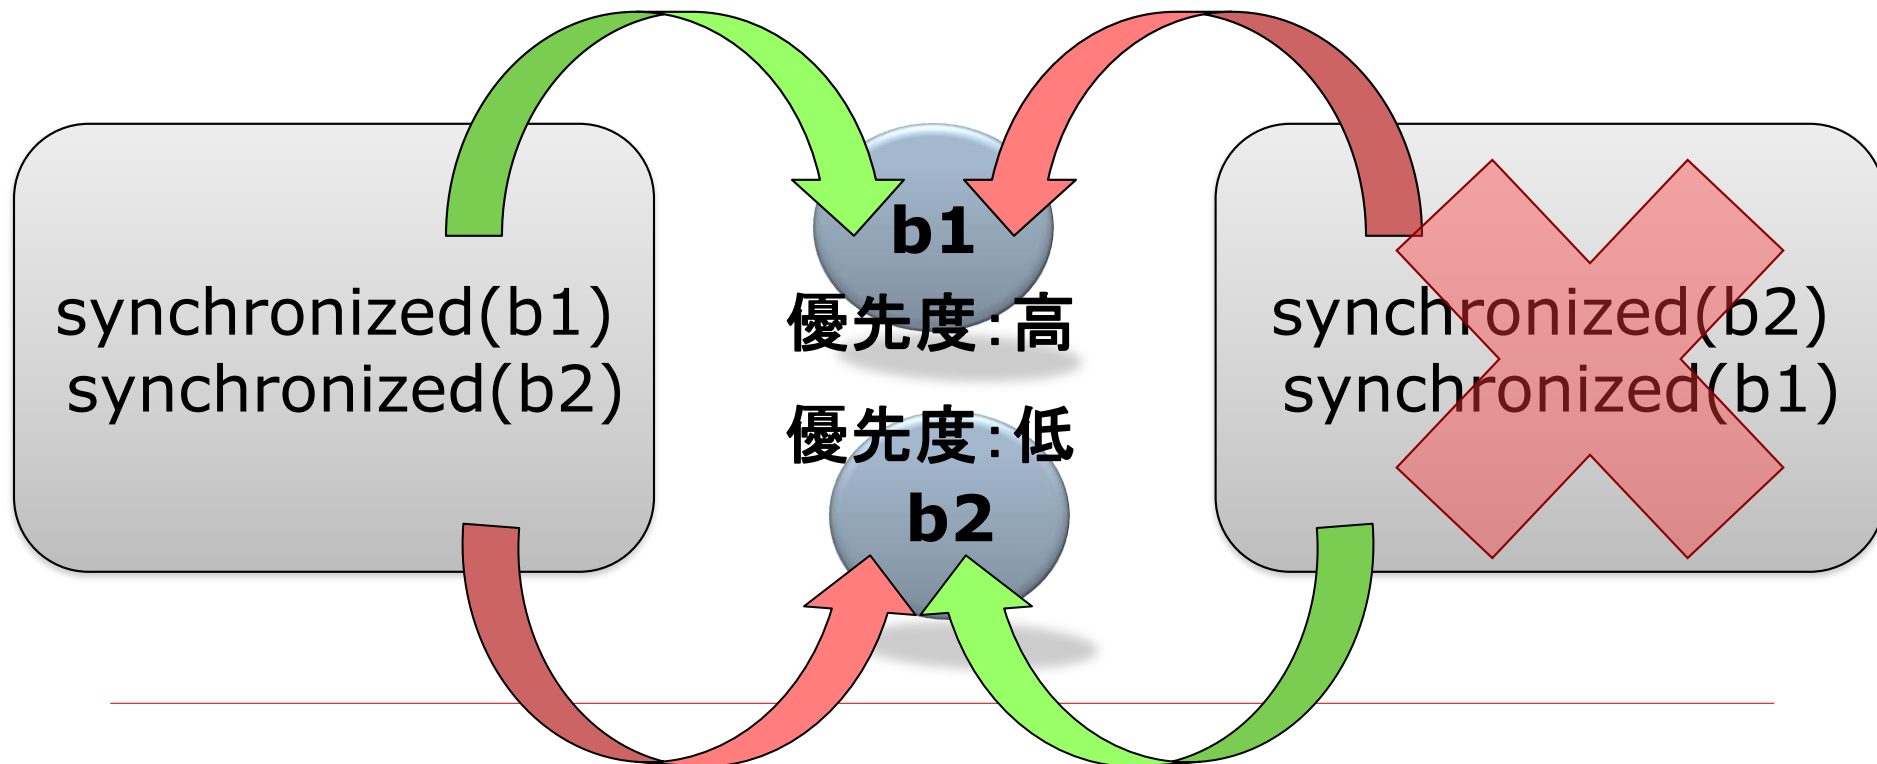 synchronized(b1)
synchronized(b2)
b1
優先度：高
優先度：低
b2
synchronized(b2)
synchronized(b1)